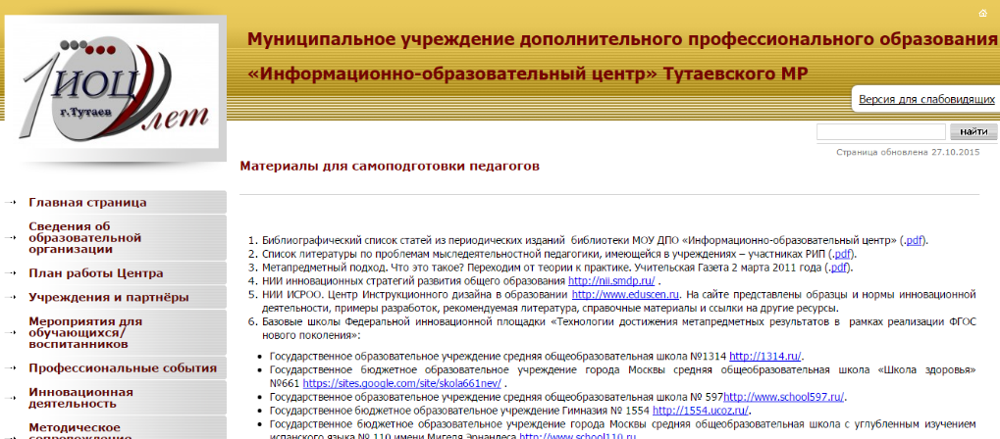 Муниципальное учреждение дополнительного профессионального образования
«Информационно-образовательный центр» Тутаевского МР
10 ИОЦ лет
г.Тутаев
Версия для слабовидящих
найти
Страница обновлена 27.10.2015
Главная страница
Сведения об
образовательной
организации
План работы Центра
Учреждения и партнёры
Мероприятия для
обучающихся/
воспитанников
Профессиональные события
Инновационная
деятельность
Методическое
сопровождение
Материалы для самоподготовки педагогов
1. Библиографический список статей из периодических изданий библиотеки МОУ ДПО «Информационно-образовательный центр» (.pdf).
2. Список литературы по проблемам мыследеятельностной педагогики, имеющейся в учреждениях – участниках РИП (.pdf).
3. Метапредметный подход. Что это такое? Переходим от теории к практике. Учительская Газета 2 марта 2011 года (.pdf).
4. НИИ инновационных стратегий развития общего образования http://nii.smdp.ru/ .
5. НИИ ИСРОО. Центр Инструкционного дизайна в образовании http://www.eduscen.ru. На сайте представлены образцы и нормы инновационной
деятельности, примеры разработок, рекомендуемая литература, справочные материалы и ссылки на другие ресурсы.
6. Базовые школы Федеральной инновационной площадки «Технологии достижения метапредметных результатов в рамках реализации ФГОС
нового поколения»:
• Государственное образовательное учреждение средняя общеобразовательная школа №1314 http://1314.ru/.
• Государственное бюджетное образовательное учреждение города Москвы средняя общеобразовательная школа «Школа здоровья»
№661 https://sites.google.com/site/skola661nev/ .
• Государственное образовательное учреждение средняя общеобразовательная школа № 597http://www.school597.ru/.
• Государственное бюджетное образовательное учреждение Гимназия № 1554 http://1554.ucoz.ru/.
• Государственное бюджетное образовательное учреждение города Москвы средняя общеобразовательная школа с углубленным изучением
испанского языка № 110 имени Мигеля Эрнандеса http://www.school110.ru